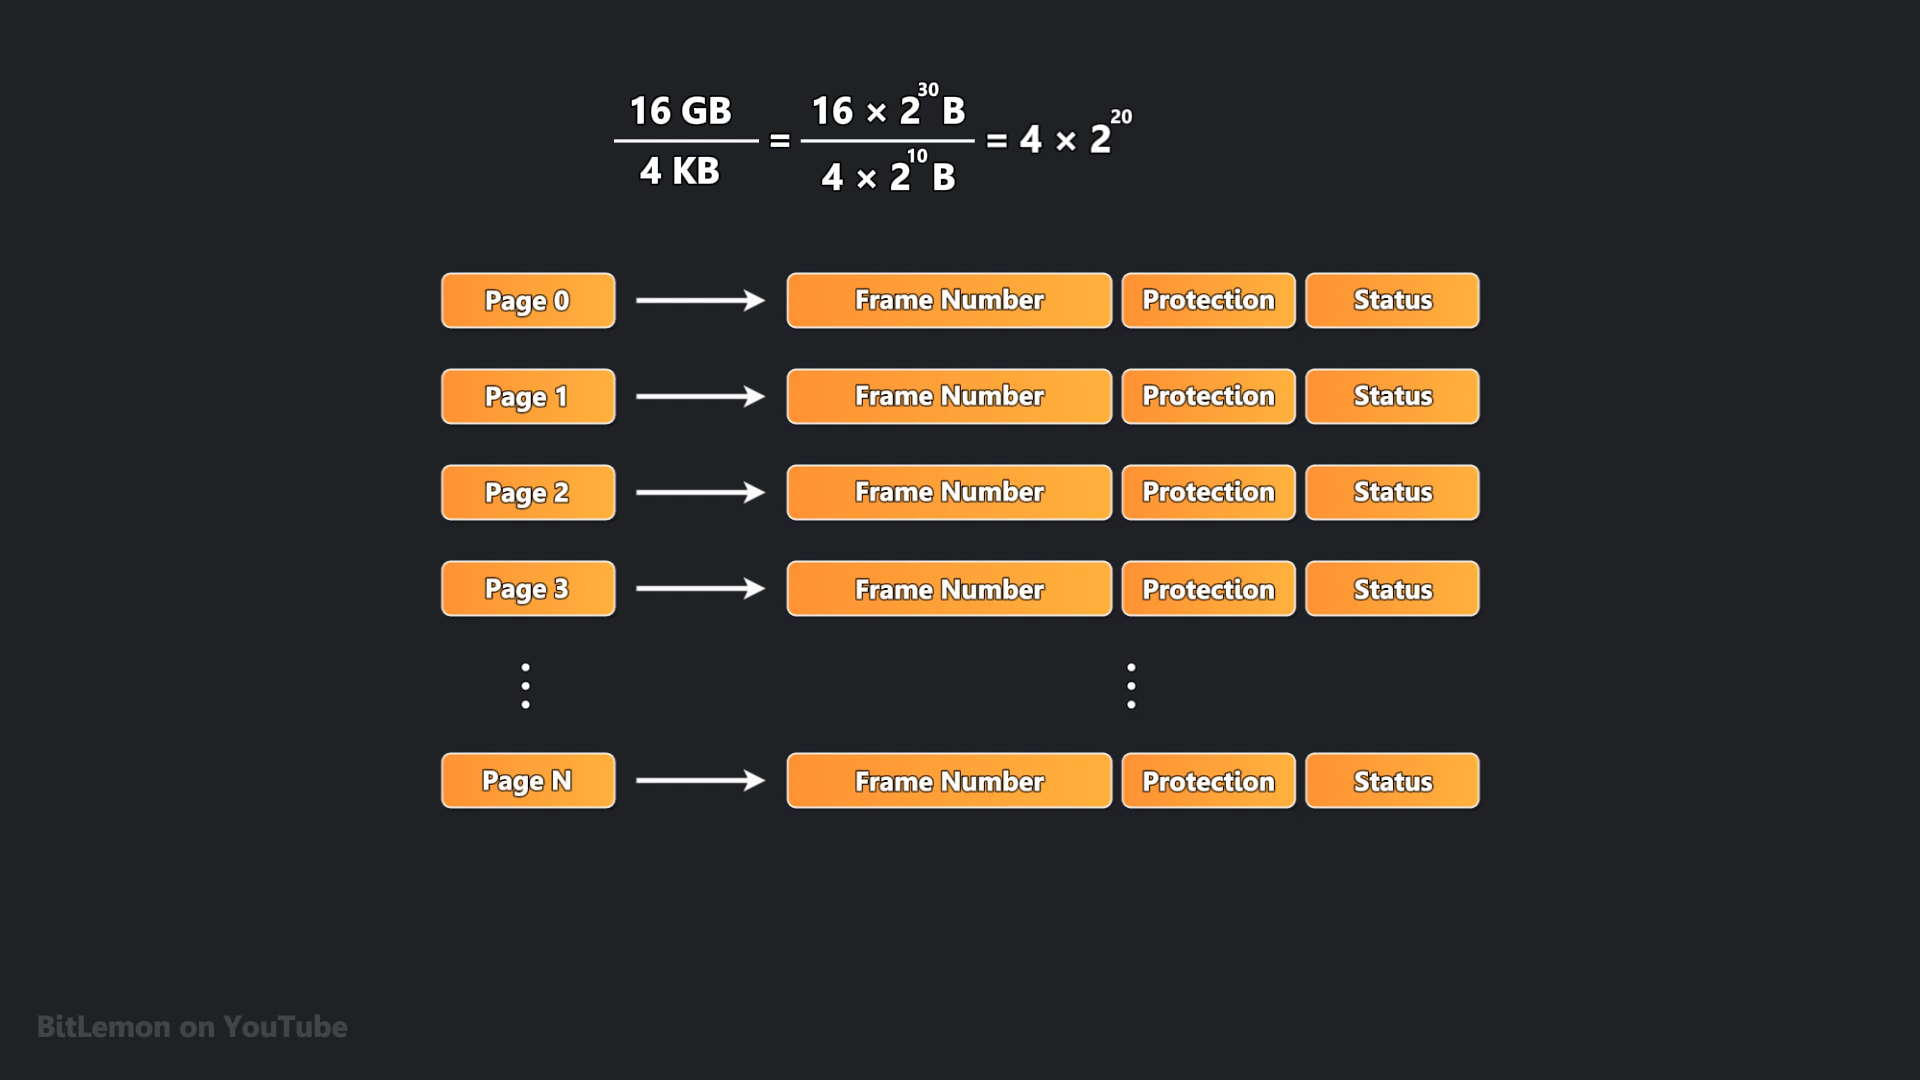 16 GB / 4 KB = 16 × 2^30 B / 4 × 2^10 B = 4 × 2^20
Page 0 Frame Number Protection Status
Page 1 Frame Number Protection Status
Page 2 Frame Number Protection Status
Page 3 Frame Number Protection Status
Page N Frame Number Protection Status
BitLemon on YouTube